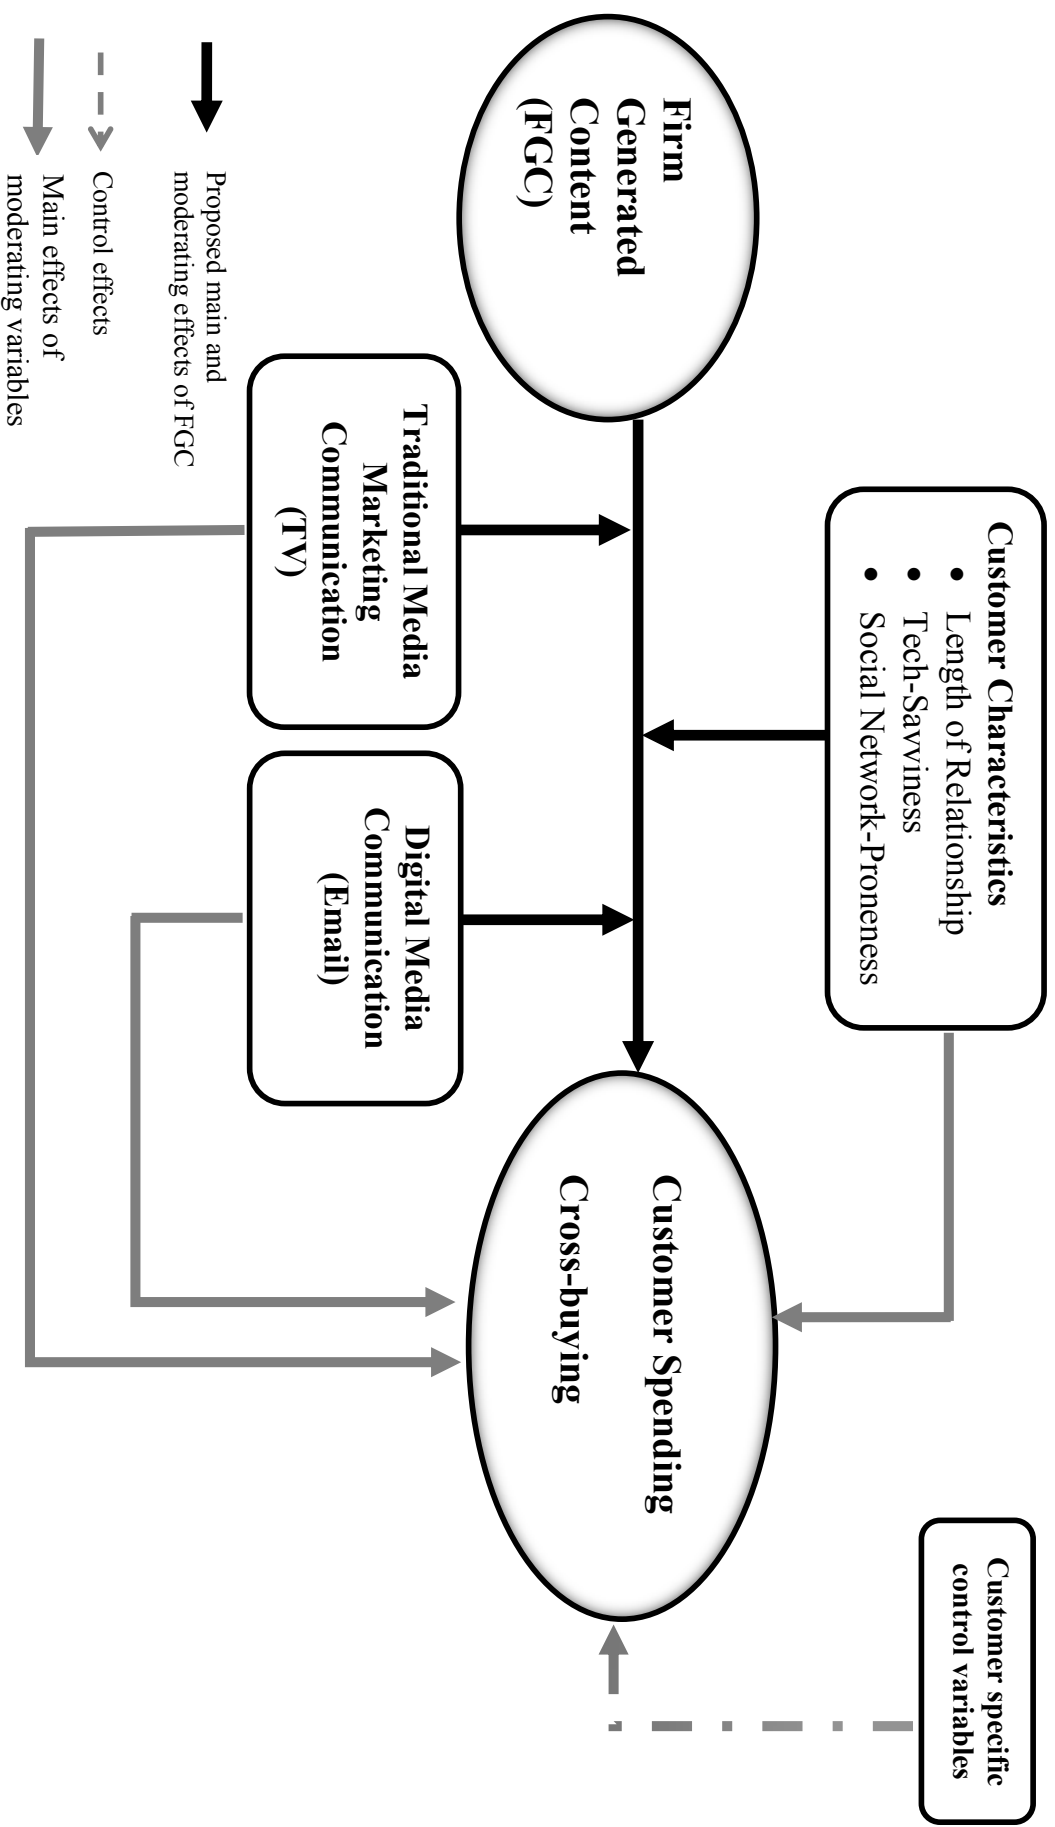 Customer Characteristics
• Length of Relationship
• Tech-Savviness
• Social Network-Proneness
Customer specific
control variables
Firm
Generated
Content
(FGC)
Customer Spending
Cross-buying
Traditional Media
Marketing
Communication
(TV)
Digital Media
Communication
(Email)
Proposed main and
moderating effects of FGC
Control effects
Main effects of
moderating variables